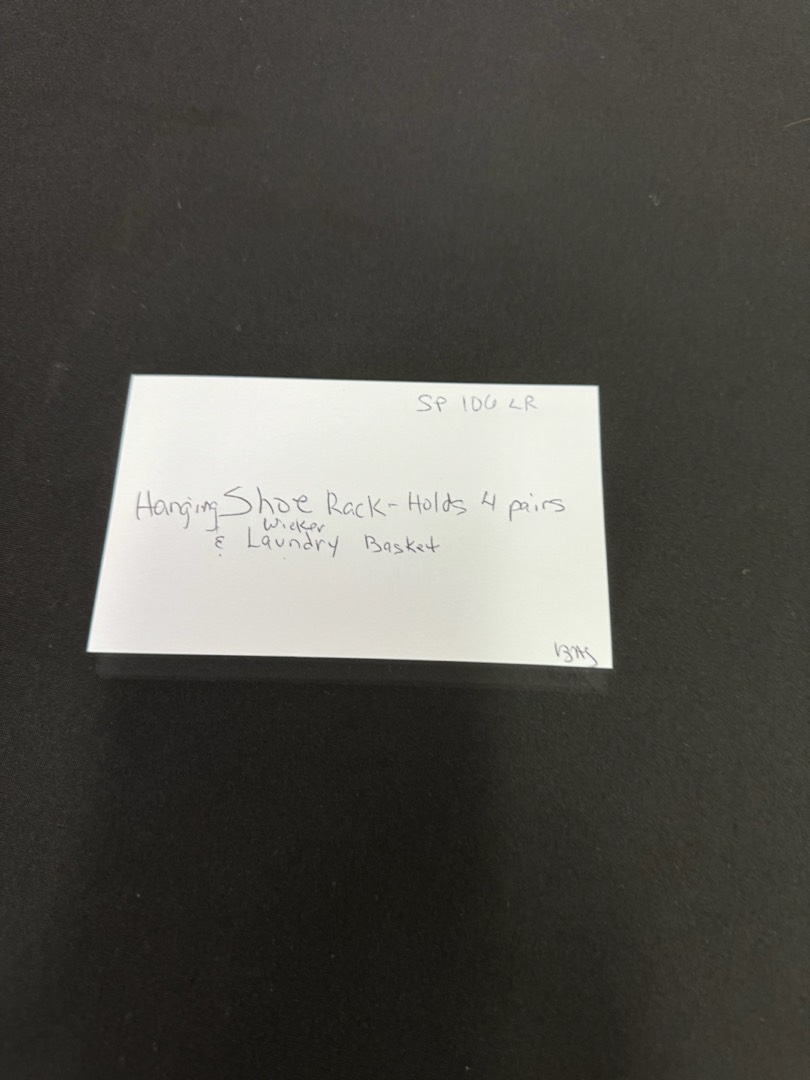 SP 106 LR
Hanging Shoe Rack - Holds 4 pairs
Wicker
& Laundry Basket